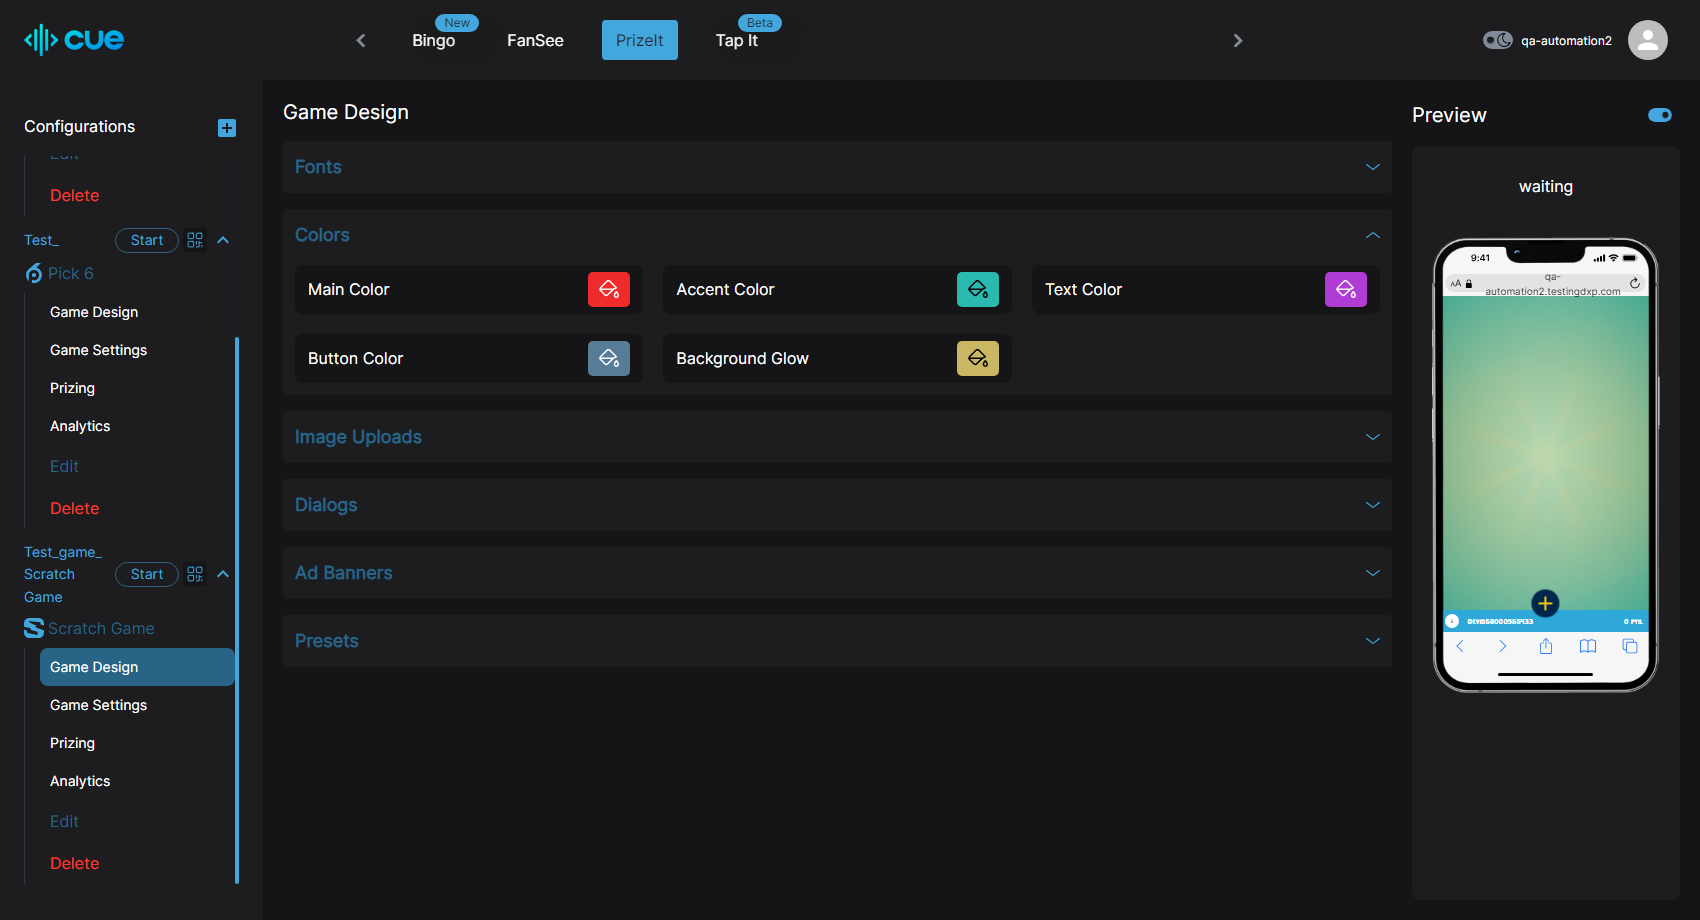 cue
New
Bingo
FanSee
PrizeIt
Beta
Tap It
qa-automation2
Configurations
Edit
Delete
Test_
Start
Pick 6
Game Design
Game Settings
Prizing
Analytics
Edit
Delete
Test_game_
Scratch
Game
Start
Scratch Game
Game Design
Game Settings
Prizing
Analytics
Edit
Delete
Game Design
Fonts
Colors
Main Color
Accent Color
Text Color
Button Color
Background Glow
Image Uploads
Dialogs
Ad Banners
Presets
Preview
waiting
9:41
AA
qa-
automation2.testingdxp.com
0 Pts.